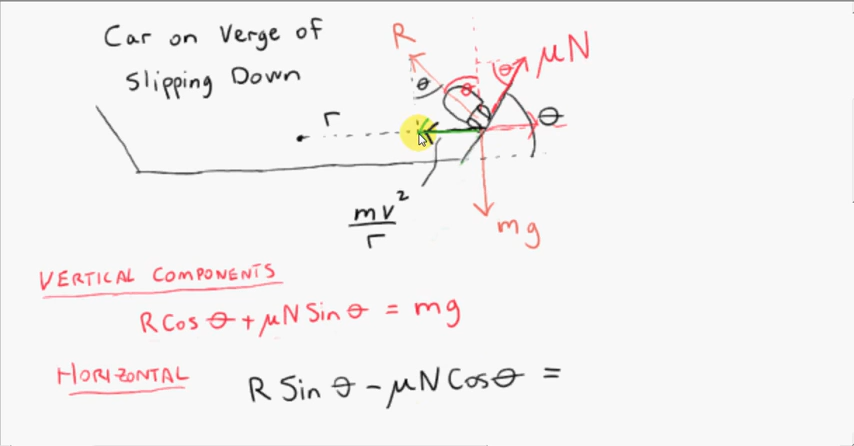 Car on Verge of
Slipping Down
R
μN
θ
θ
θ
θ
r
mv²
r
mg
VERTICAL COMPONENTS
R Cos θ + μN Sin θ = mg
HORIZONTAL
R Sin θ - μN Cos θ =